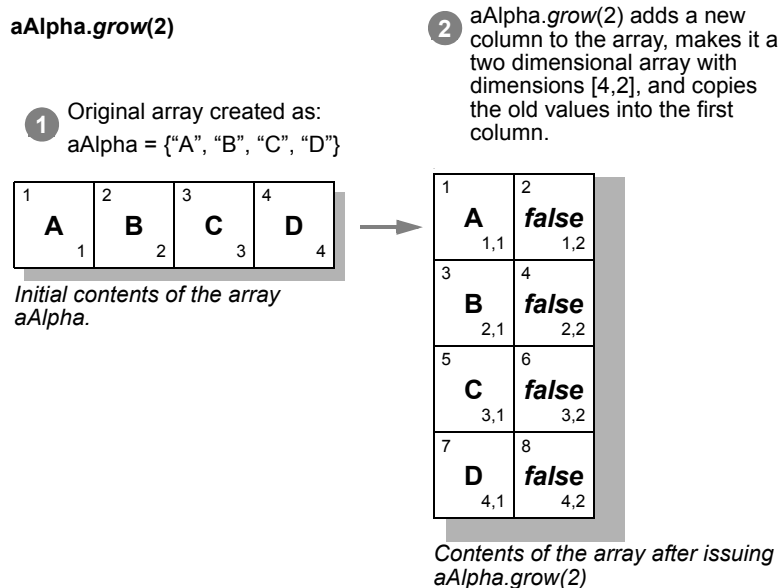 aAlpha.grow(2)
1
Original array created as:
aAlpha = {“A”, “B”, “C”, “D”}
1 2 3 4
A B C D
1 2 3 4
Initial contents of the array
aAlpha.
2
aAlpha.grow(2) adds a new
column to the array, makes it a
two dimensional array with
dimensions [4,2], and copies
the old values into the first
column.
1 2
A false
1,1 1,2
3 4
B false
2,1 2,2
5 6
C false
3,1 3,2
7 8
D false
4,1 4,2
Contents of the array after issuing
aAlpha.grow(2)